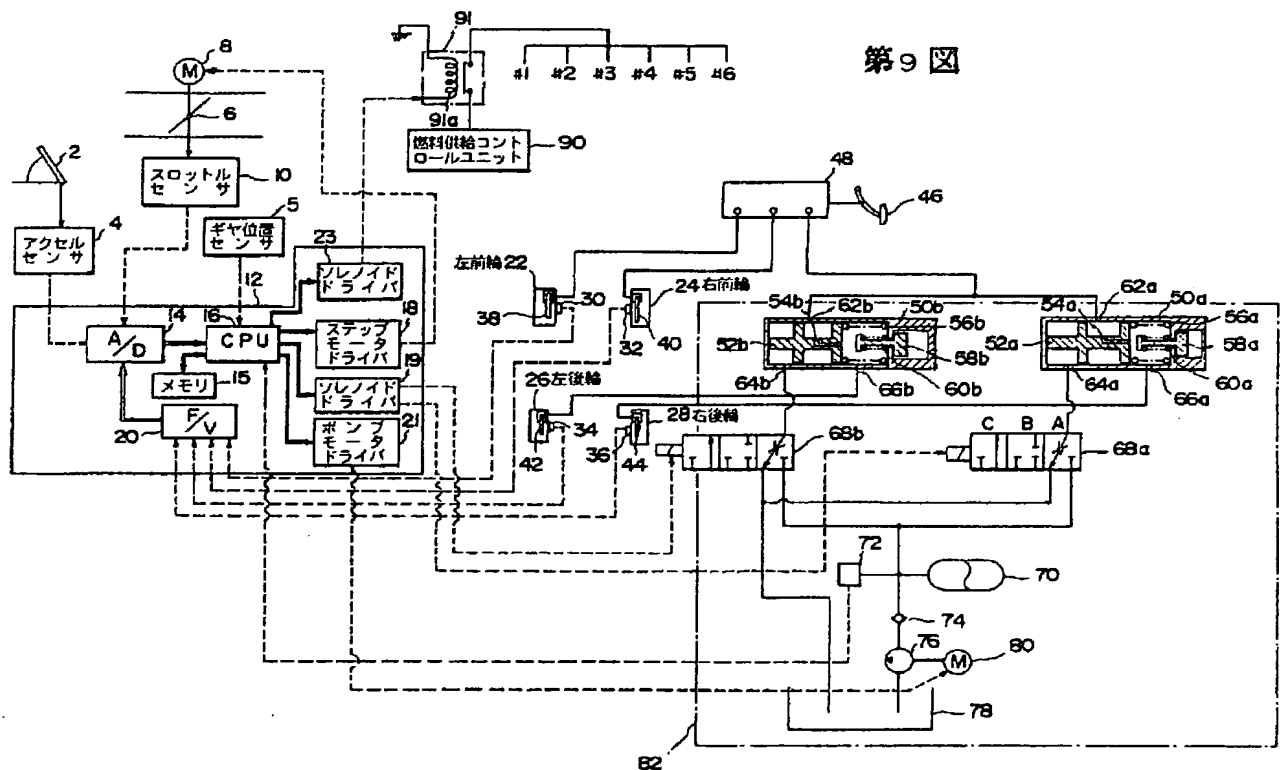 91
8
M
第9図
#1 #2 #3 #4 #5 #6
6
91a
2
燃料供給コント
ロールユニット
90
スロットル
センサ
10
48
5
46
4
ギヤ位置
センサ
アクセル
センサ
23
12
ソレノイド
ドライバ
左前輪 22
30
38
24 右前輪
32
40
54b
62b
50b
56b
52b
58b
64b
66b
60b
54a
62a
50a
56a
52a
58a
64a
66a
60a
14
A/D
16
CPU
18
ステップ
モータ
ドライバ
15
メモリ
19
ソレノイド
ドライバ
26 左後輪
34
42
28 右後輪
36
44
20
F/V
21
ポンプ
モータ
ドライバ
68b
C B A
68a
72
70
74
76
M
80
78
82